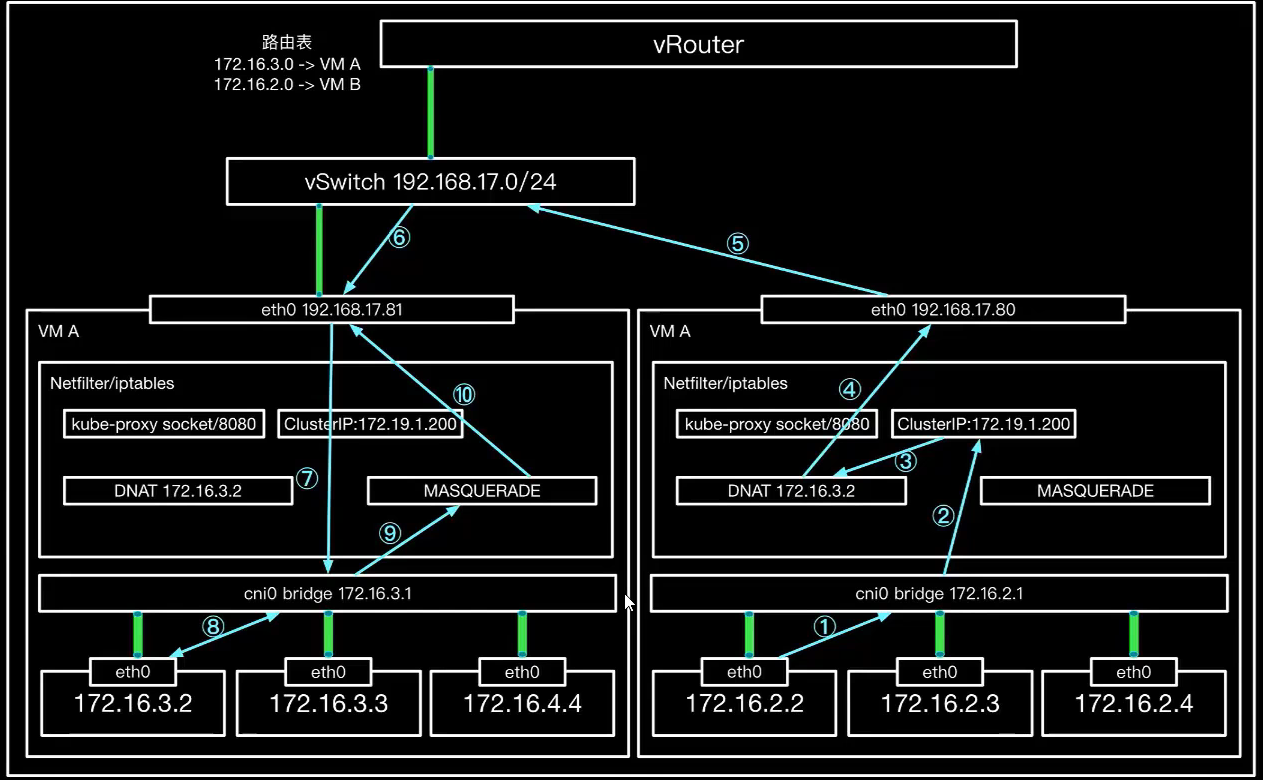 路由表
172.16.3.0 -> VM A
172.16.2.0 -> VM B
vRouter
vSwitch 192.168.17.0/24
⑥
⑤
eth0 192.168.17.81
VM A
Netfilter/iptables
kube-proxy socket/8080
ClusterIP:172.19.1.200
⑩
DNAT 172.16.3.2
⑦
MASQUERADE
⑨
cni0 bridge 172.16.3.1
⑧
eth0
172.16.3.2
eth0
172.16.3.3
eth0
172.16.4.4
eth0 192.168.17.80
VM A
Netfilter/iptables
④
kube-proxy socket/8080
ClusterIP:172.19.1.200
③
DNAT 172.16.3.2
MASQUERADE
②
cni0 bridge 172.16.2.1
①
eth0
172.16.2.2
eth0
172.16.2.3
eth0
172.16.2.4